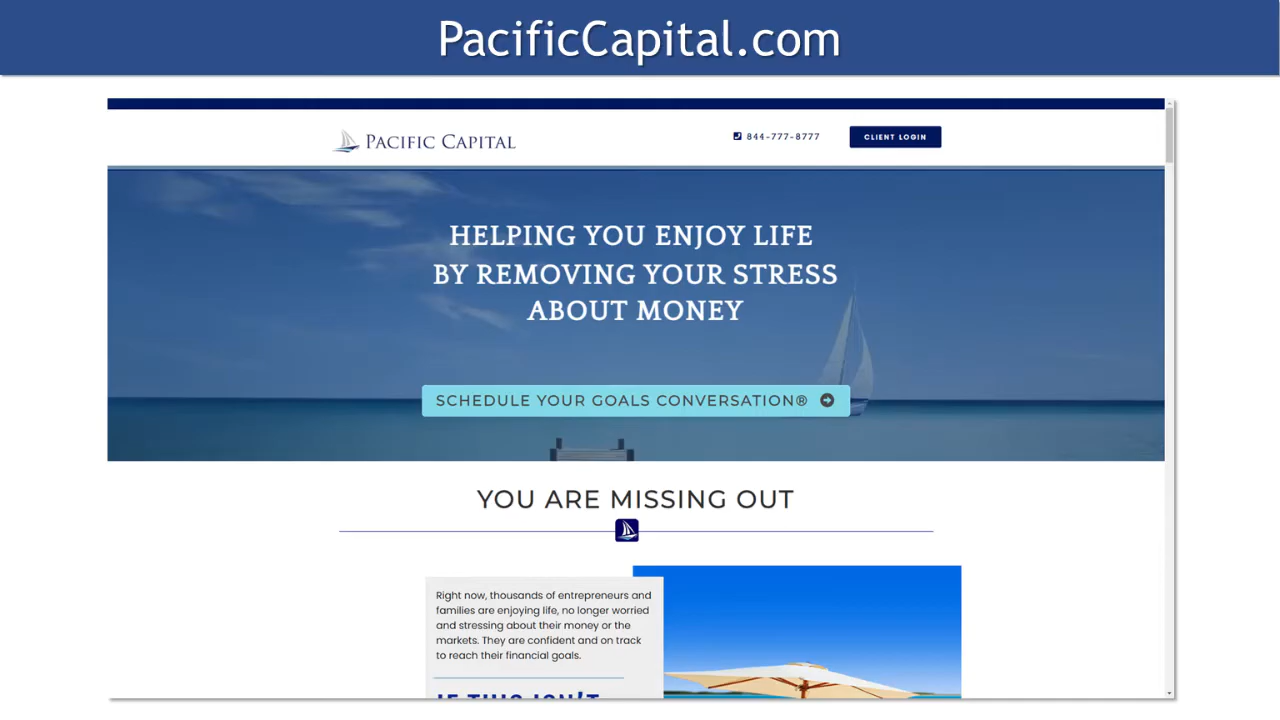 PacificCapital.com
PACIFIC CAPITAL
844-777-8777
CLIENT LOGIN
HELPING YOU ENJOY LIFE
BY REMOVING YOUR STRESS
ABOUT MONEY
SCHEDULE YOUR GOALS CONVERSATION®
YOU ARE MISSING OUT
Right now, thousands of entrepreneurs and
families are enjoying life, no longer worried
and stressing about their money or the
markets. They are confident and on track
to reach their financial goals.
IF THIS ISN'T